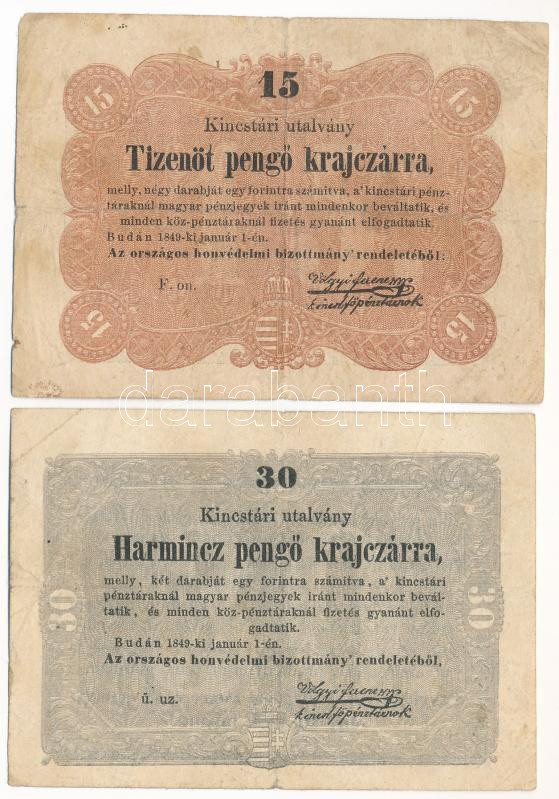 1
15
15
15
Kincstári utalvány
Tizenöt pengő krajczárra,
melly, négy darabját egy forintra számitva, a' kincstári pénz-
táraknál magyar pénzjegyek iránt mindenkor beváltatik, és
minden köz-pénztáraknál fizetés gyanánt elfogadtatik.
Budán 1849-ki január 1-én.
Az országos honvédelmi bizottmány' rendeletéből:
F. on.
15
15
darabanth
30
Kincstári utalvány
Harmincz pengő krajczárra,
melly, két darabját egy forintra számitva, a' kincstári
pénztáraknál magyar pénzjegyek iránt mindenkor bevál-
tatik, és minden köz-pénztáraknál fizetés gyanánt elfo-
gadtatik.
30
30
Budán 1849-ki január 1-én.
Az országos honvédelmi bizottmány' rendeletéből,
ü. uz.